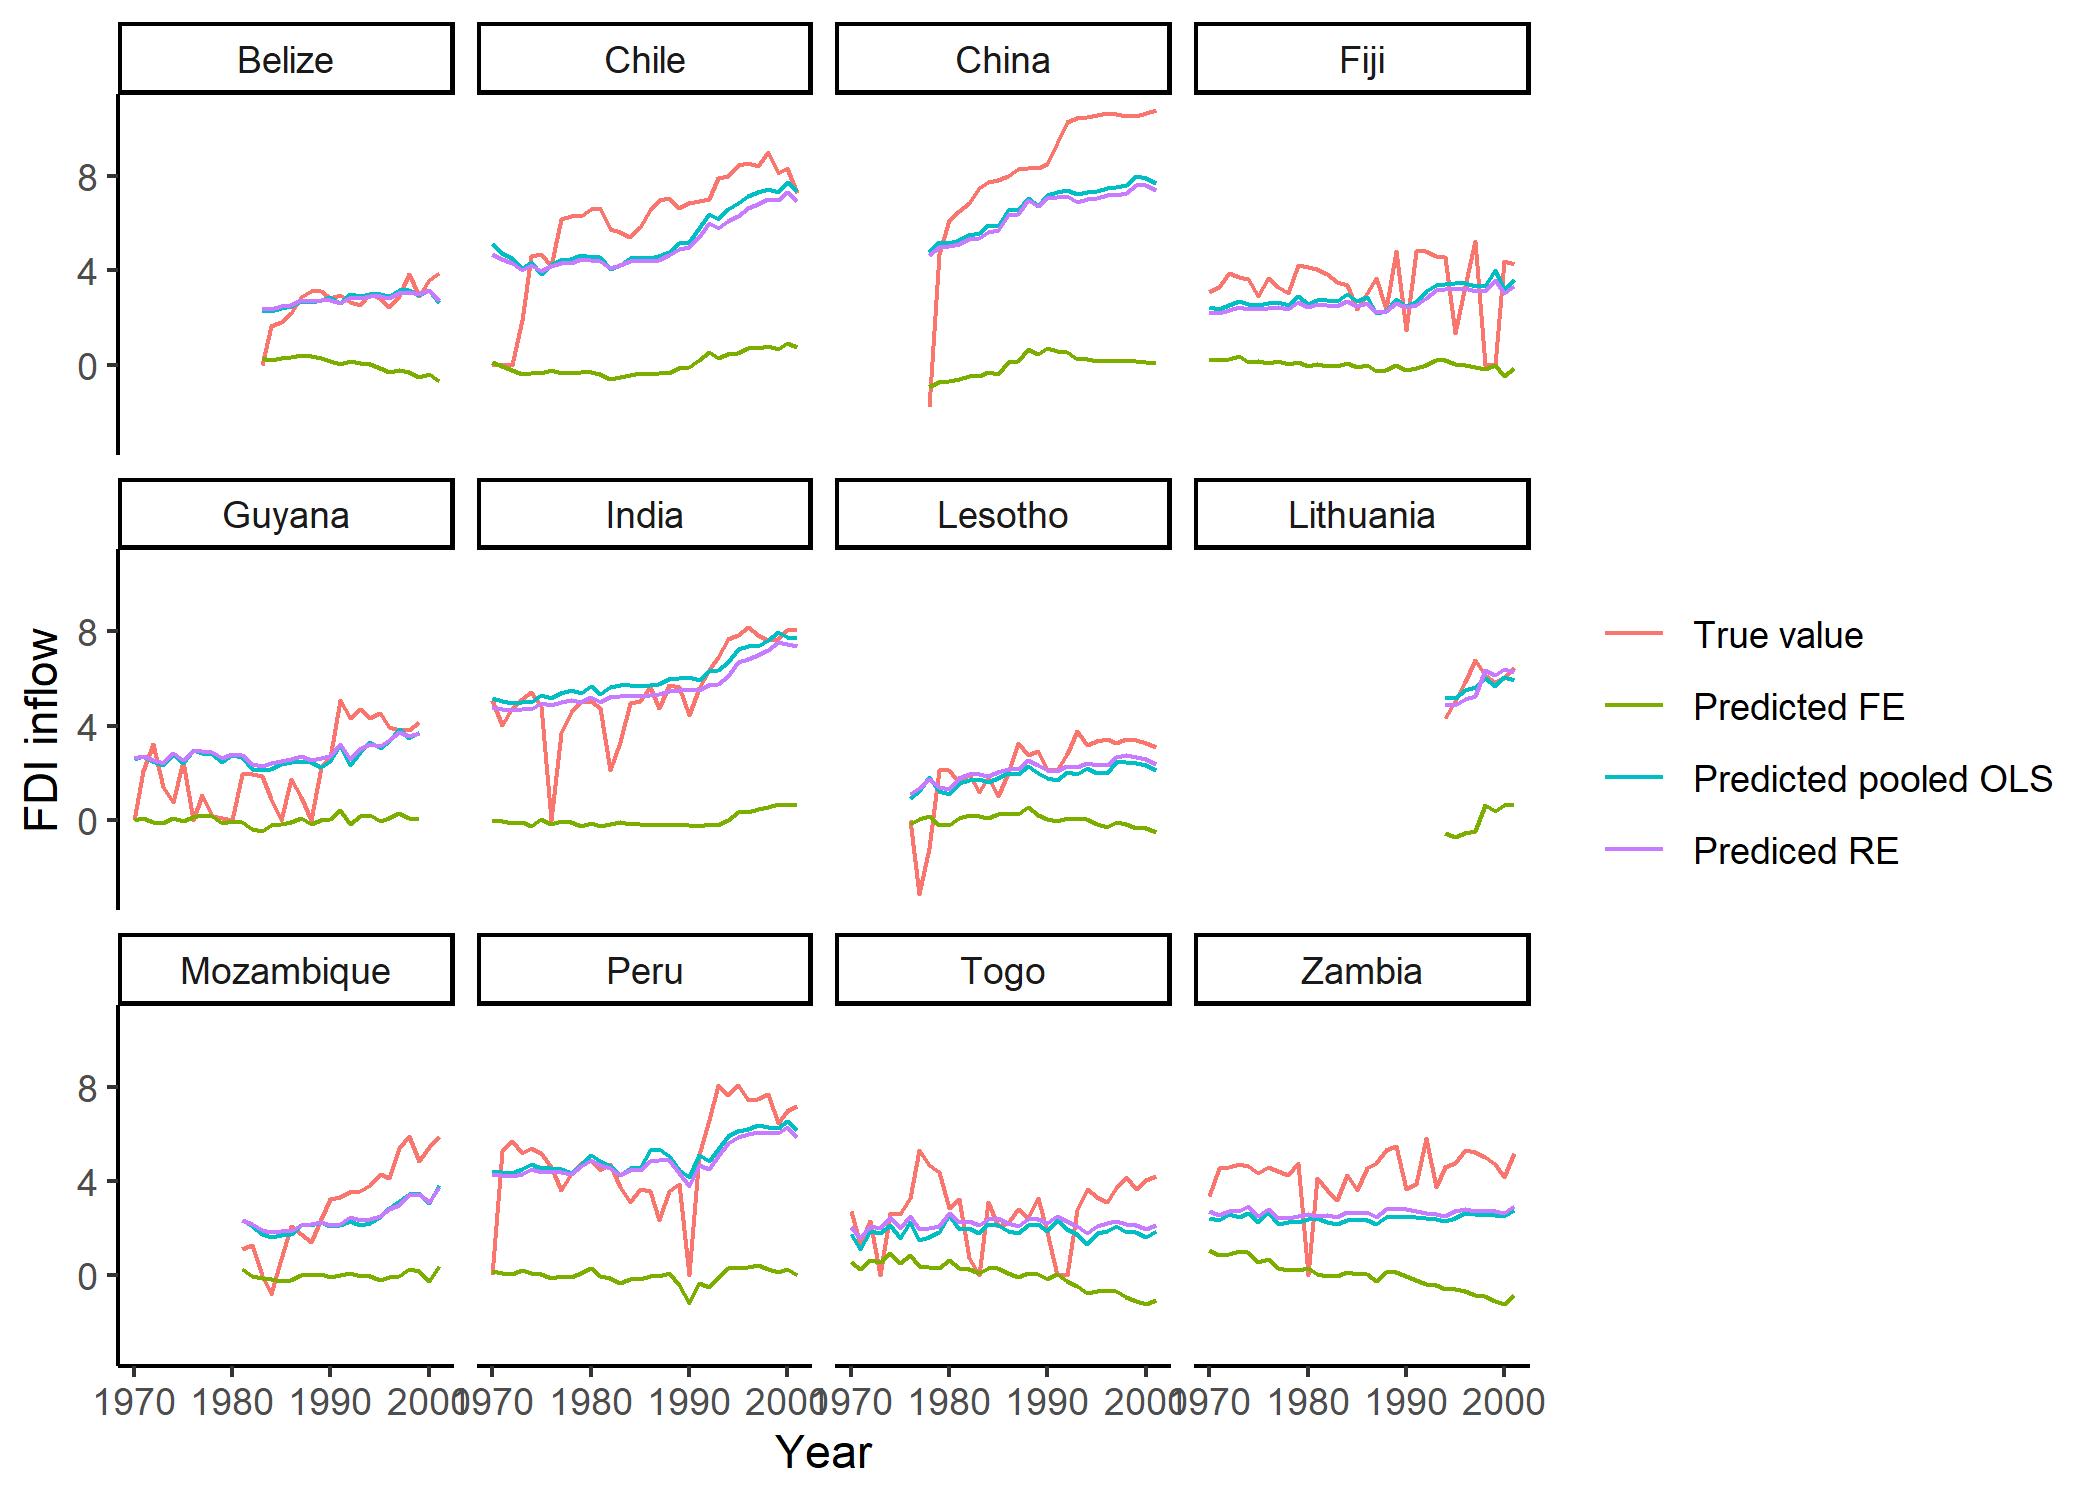 Belize Chile China Fiji
8
4
0
Guyana India Lesotho Lithuania
8
4
0
FDI inflow
True value
Predicted FE
Predicted pooled OLS
Prediced RE
Mozambique Peru Togo Zambia
8
4
0
1970 1980 1990 2000 1970 1980 1990 2000 1970 1980 1990 2000 1970 1980 1990 2000
Year